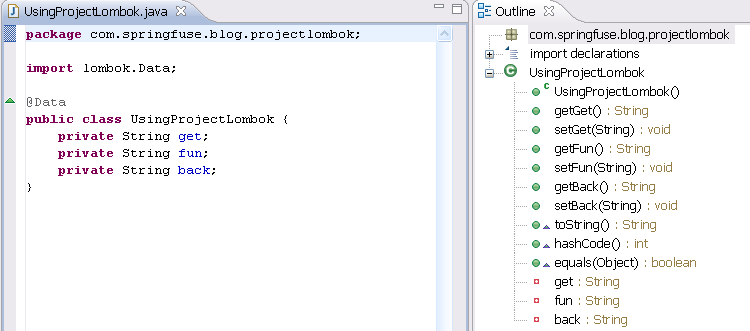 UsingProjectLombok.java
package com.springfuse.blog.projectlombok;
import lombok.Data;
@Data
public class UsingProjectLombok {
private String get;
private String fun;
private String back;
}
Outline
com.springfuse.blog.projectlombok
import declarations
UsingProjectLombok
UsingProjectLombok()
getGet() : String
setGet(String) : void
getFun() : String
setFun(String) : void
getBack() : String
setBack(String) : void
toString() : String
hashCode() : int
equals(Object) : boolean
get : String
fun : String
back : String